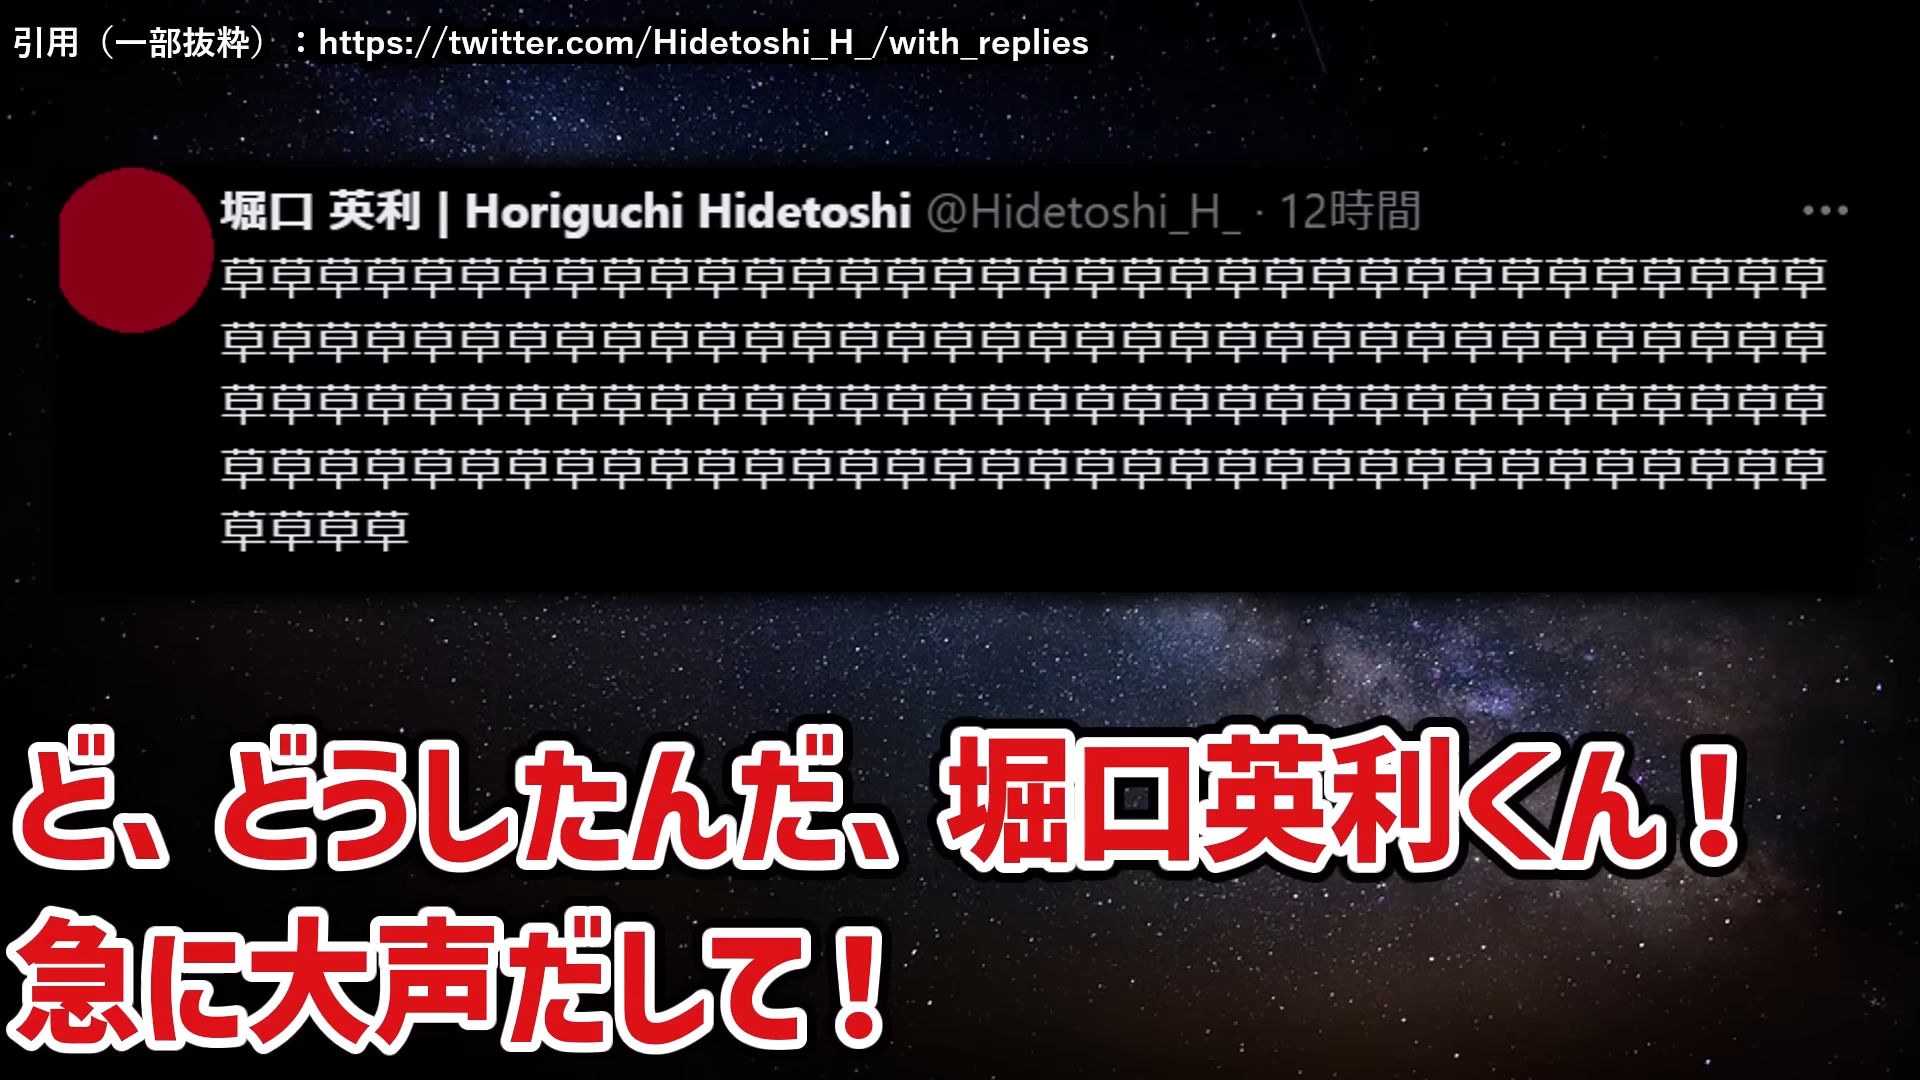 引用（一部抜粋）：https://twitter.com/Hidetoshi_H_/with_replies
堀口 英利 | Horiguchi Hidetoshi @Hidetoshi_H_ · 12時間
草草草草草草草草草草草草草草草草草草草草草草草草草草草草草草草草草草
草草草草草草草草草草草草草草草草草草草草草草草草草草草草草草草草草草
草草草草草草草草草草草草草草草草草草草草草草草草草草草草草草草草草草
草草草草草草草草草草草草草草草草草草草草草草草草草草草草草草草草草草
草草草草
ど、どうしたんだ、堀口英利くん！
急に大声だして！